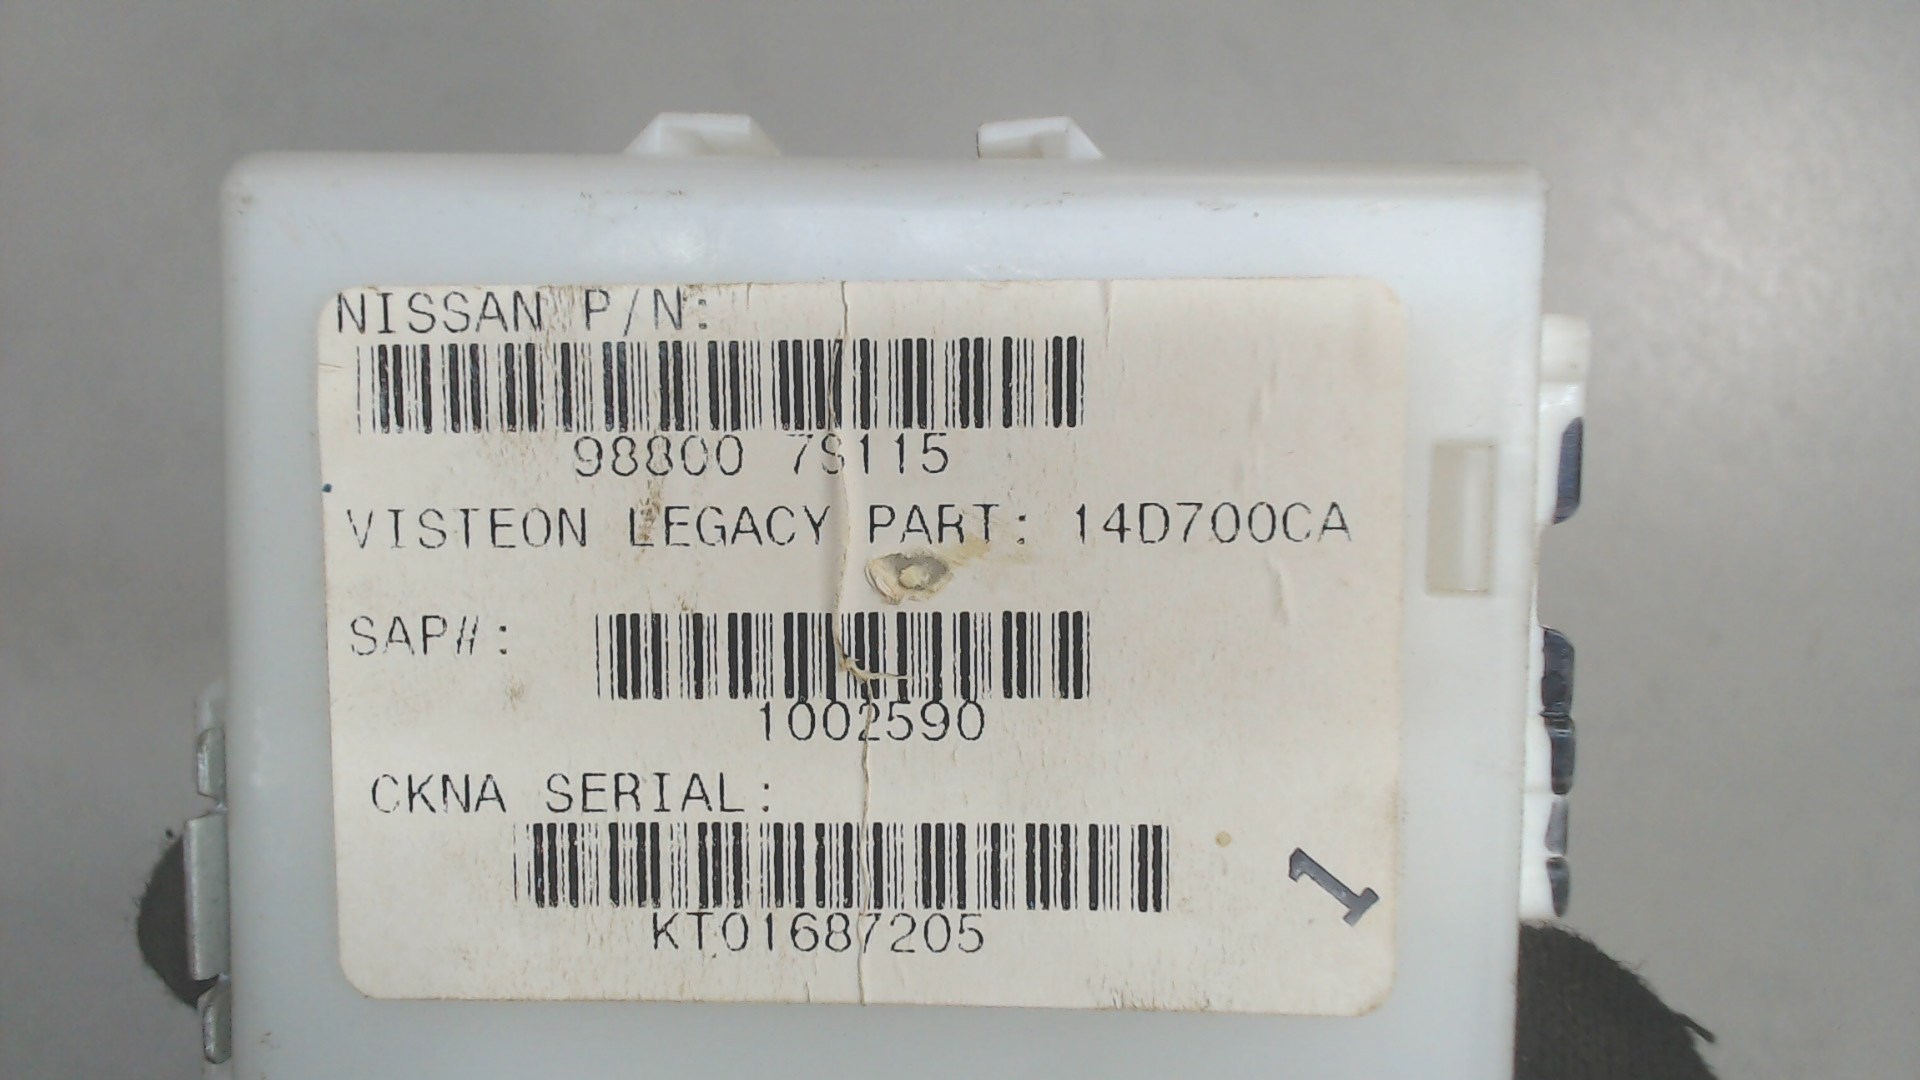 NISSAN P/N:
98800 7S115
VISTEON LEGACY PART: 14D700CA
SAP#:
1002590
CKNA SERIAL:
KT01687205
1